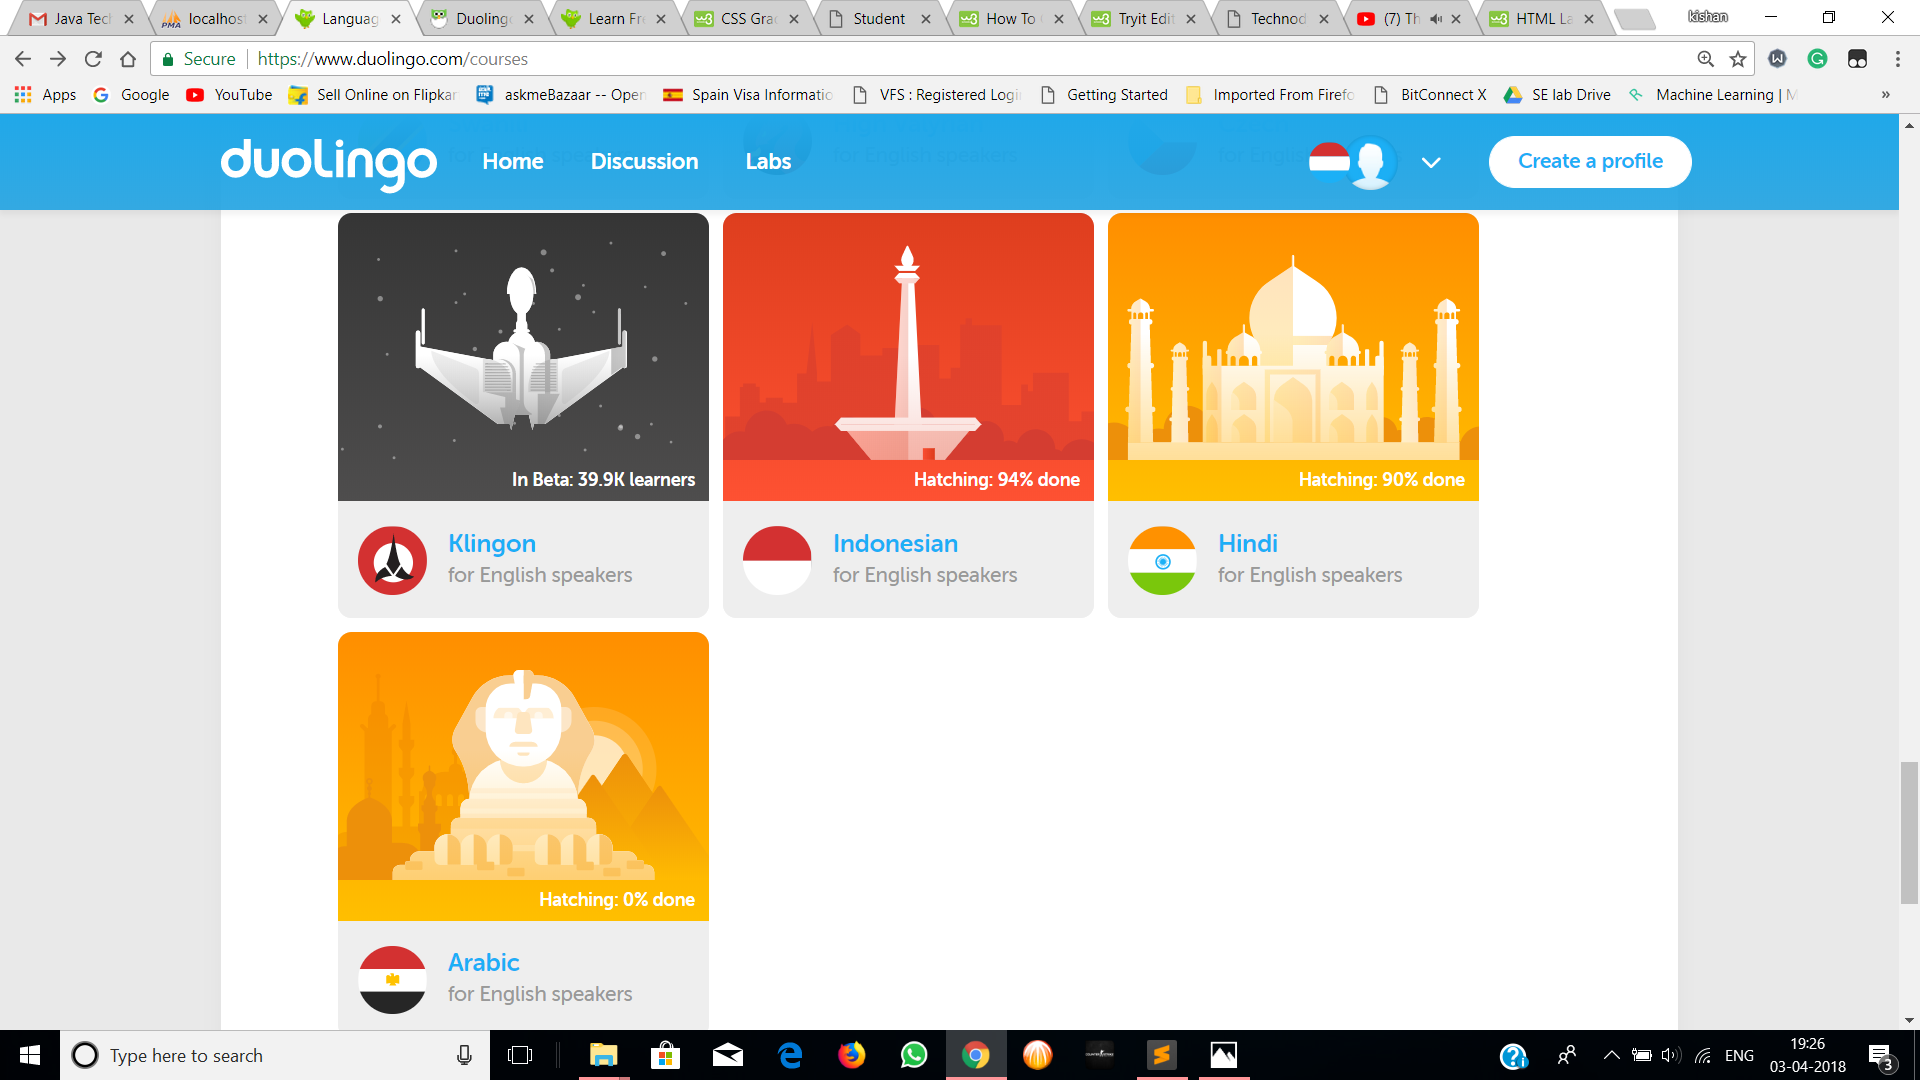 Java Tec
localhos
Languag
Duoling
Learn Fr
CSS Gra
Student
How To
Tryit Edit
Technod
(7) Th
HTML La
kishan
Secure
https://www.duolingo.com/courses
Apps
Google
YouTube
Sell Online on Flipkar
askmeBazaar -- Open
Spain Visa Informatio
VFS : Registered Logi
Getting Started
Imported From Firefo
BitConnect X
SE lab Drive
Machine Learning | M
»
duolingo
Home
Discussion
Labs
Create a profile
In Beta: 39.9K learners
Klingon
for English speakers
Hatching: 94% done
Indonesian
for English speakers
Hatching: 90% done
Hindi
for English speakers
Hatching: 0% done
Arabic
for English speakers
Type here to search
ENG
19:26
03-04-2018
3